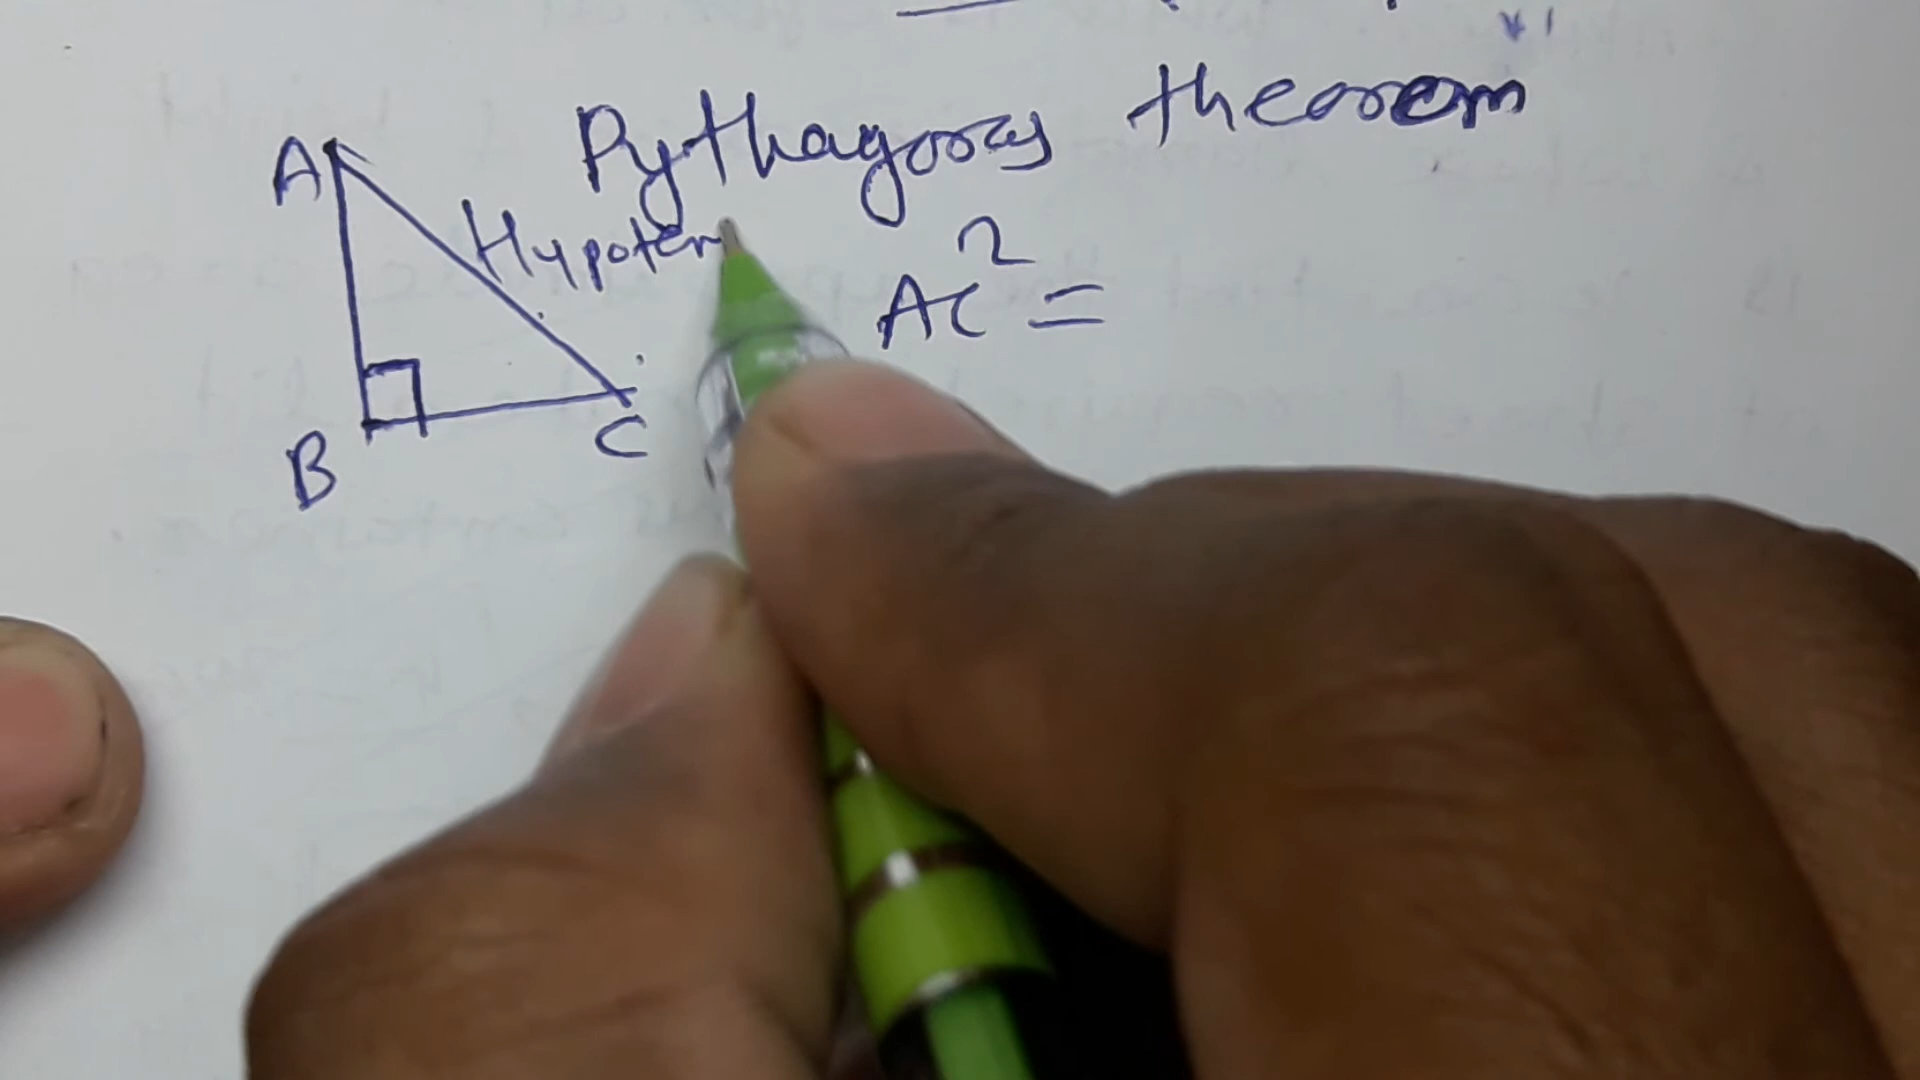 Pythagoras theorem
A
Hypoten
AC² =
B
C